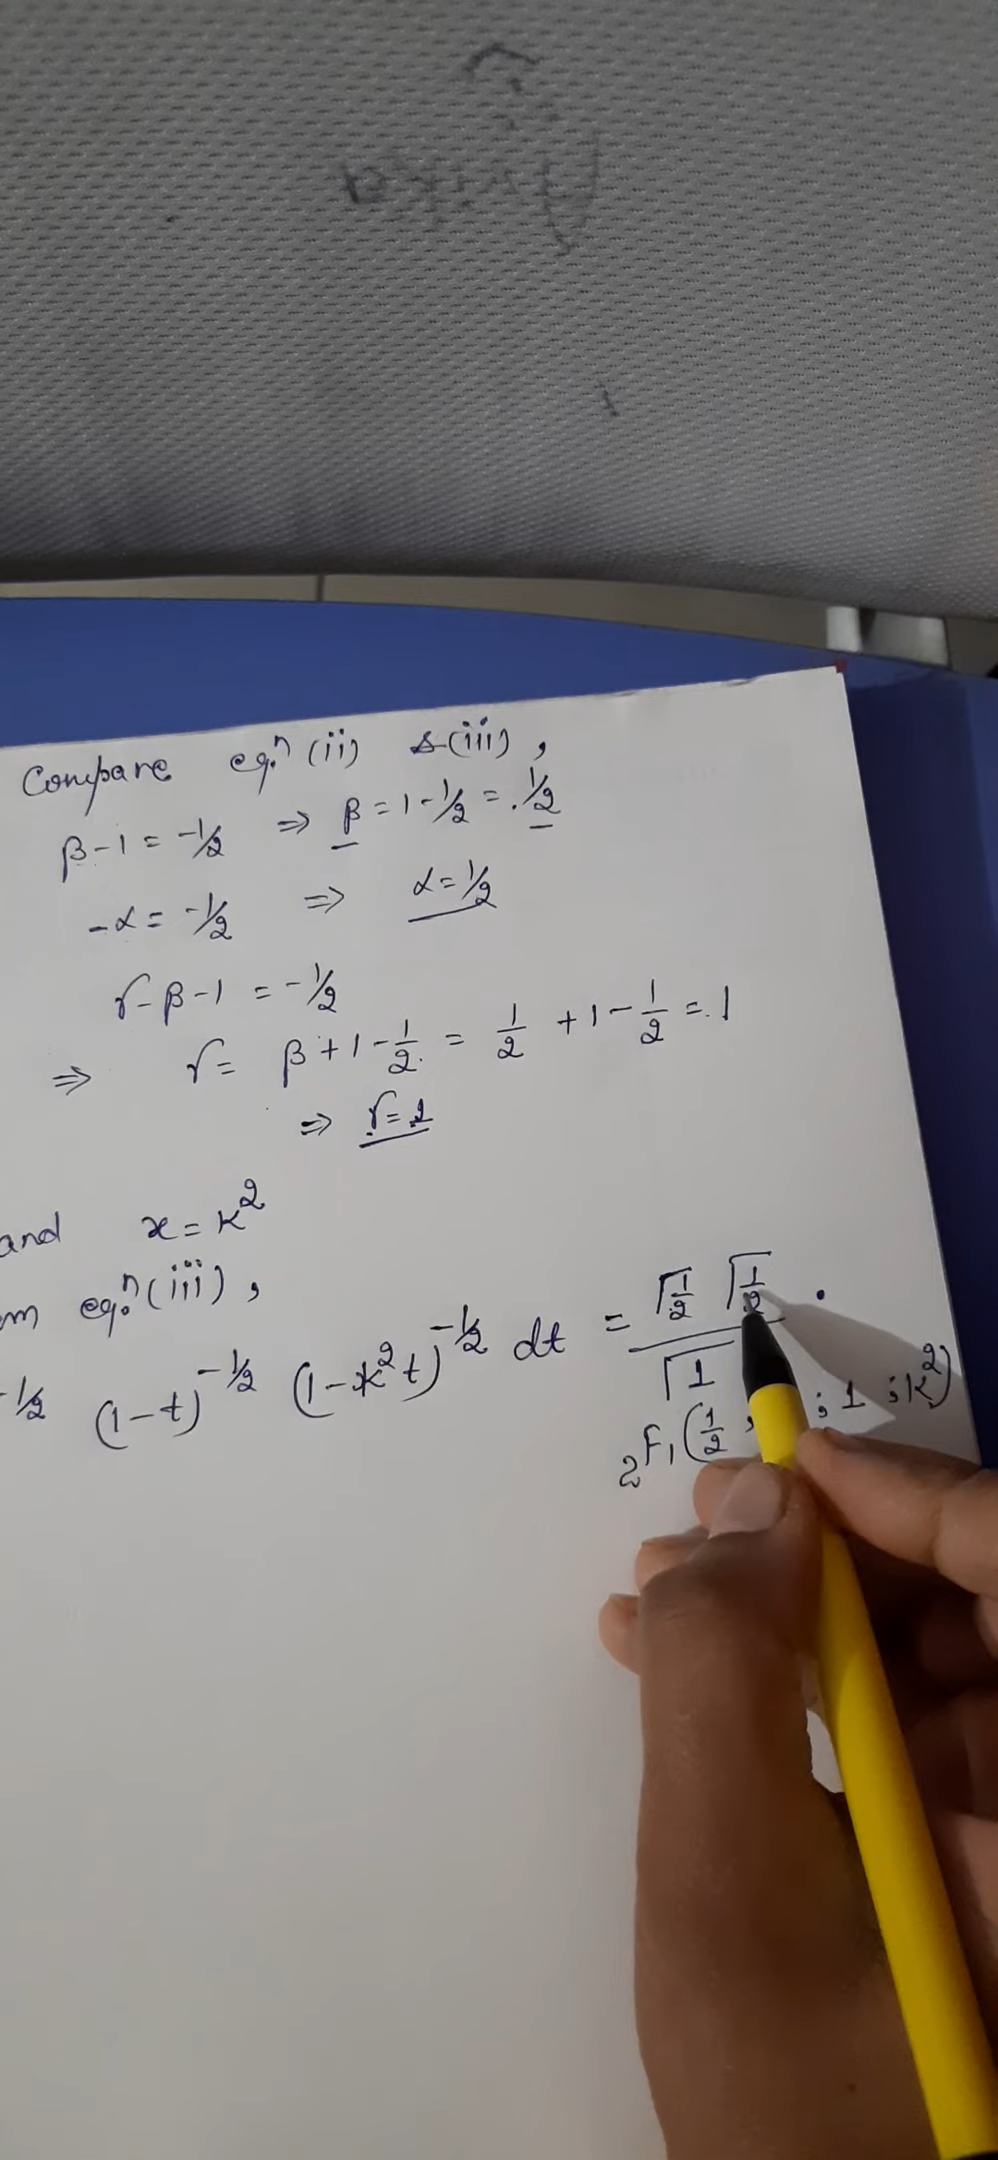 Compare eqⁿ. (ii) & (iii),
β-1 = -1/2 ⇒ β = 1-1/2 = 1/2
-α = -1/2 ⇒ α = 1/2
γ-β-1 = -1/2
⇒ γ = β+1-1/2 = 1/2 +1-1/2 = 1
⇒
and x = k²
eqⁿ. (iii),
-1/2 (1-t)^-1/2 (1-k²t)^-1/2 dt = Γ1/2 Γ1/2 / Γ1 .
₂F₁(1/2, ; 1 ; k²)